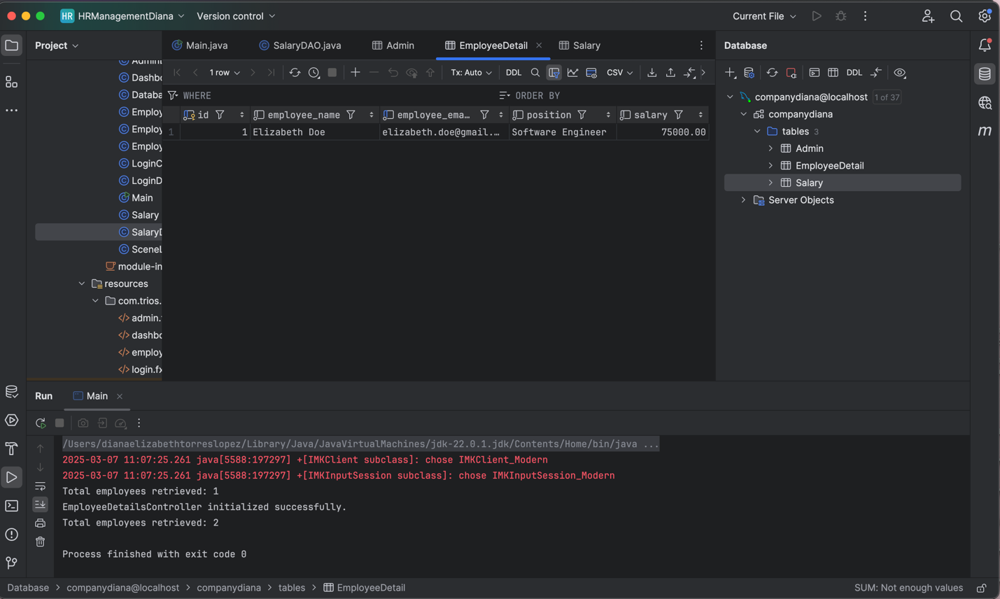 HR HRManagementDiana Version control Current File
Project
Main.java SalaryDAO.java Admin EmployeeDetail Salary
Database
1 row Tx: Auto DDL CSV
DDL
WHERE ORDER BY
id employee_name employee_ema... position salary
1 1 Elizabeth Doe elizabeth.doe@gmail.... Software Engineer 75000.00
Dashbo
Databa
Employ
Employ
Employ
LoginC
LoginD
Main
Salary
SalaryD
SceneL
module-in
resources
com.trios.
admin.
dashbo
employ
login.fx
companydiana@localhost 1 of 37
companydiana
tables 3
Admin
EmployeeDetail
Salary
Server Objects
m
Run Main
/Users/dianaelizabethtorreslopez/Library/Java/JavaVirtualMachines/jdk-22.0.1.jdk/Contents/Home/bin/java ...
2025-03-07 11:07:25.261 java[5588:197297] +[IMKClient subclass]: chose IMKClient_Modern
2025-03-07 11:07:25.261 java[5588:197297] +[IMKInputSession subclass]: chose IMKInputSession_Modern
Total employees retrieved: 1
EmployeeDetailsController initialized successfully.
Total employees retrieved: 2
Process finished with exit code 0
Database > companydiana@localhost > companydiana > tables > EmployeeDetail SUM: Not enough values